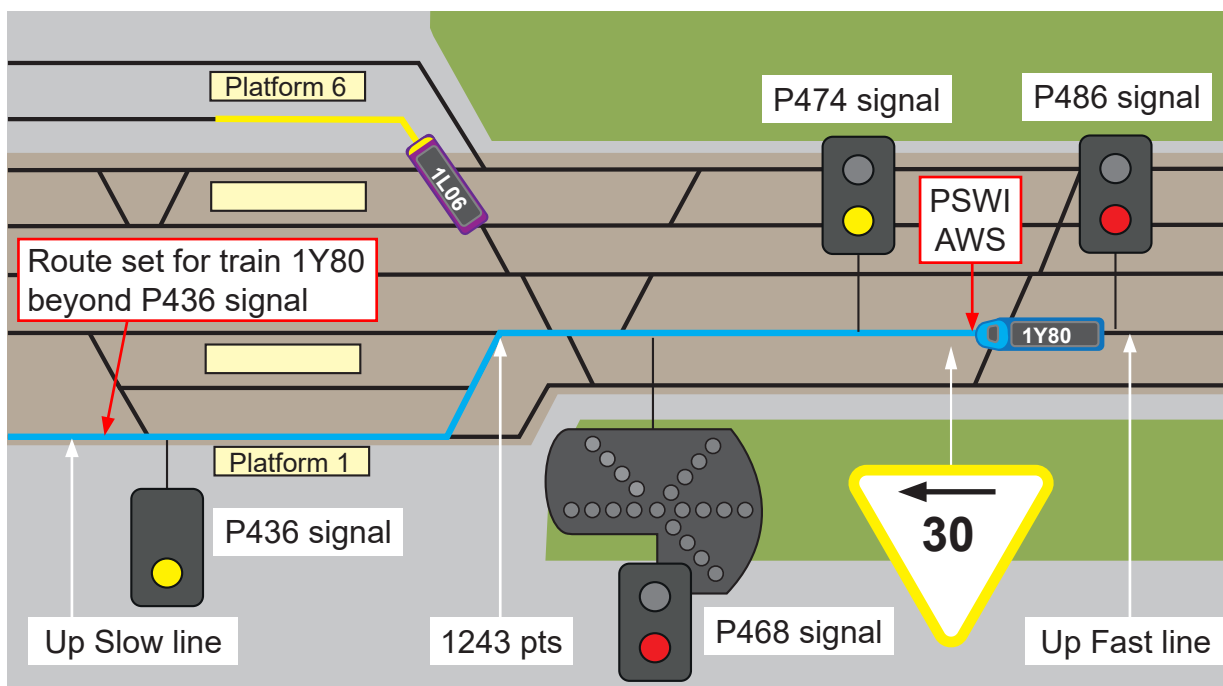 Platform 6
P474 signal
P486 signal
1L06
PSWI
AWS
Route set for train 1Y80
beyond P436 signal
1Y80
Platform 1
P436 signal
30
Up Slow line
1243 pts
P468 signal
Up Fast line